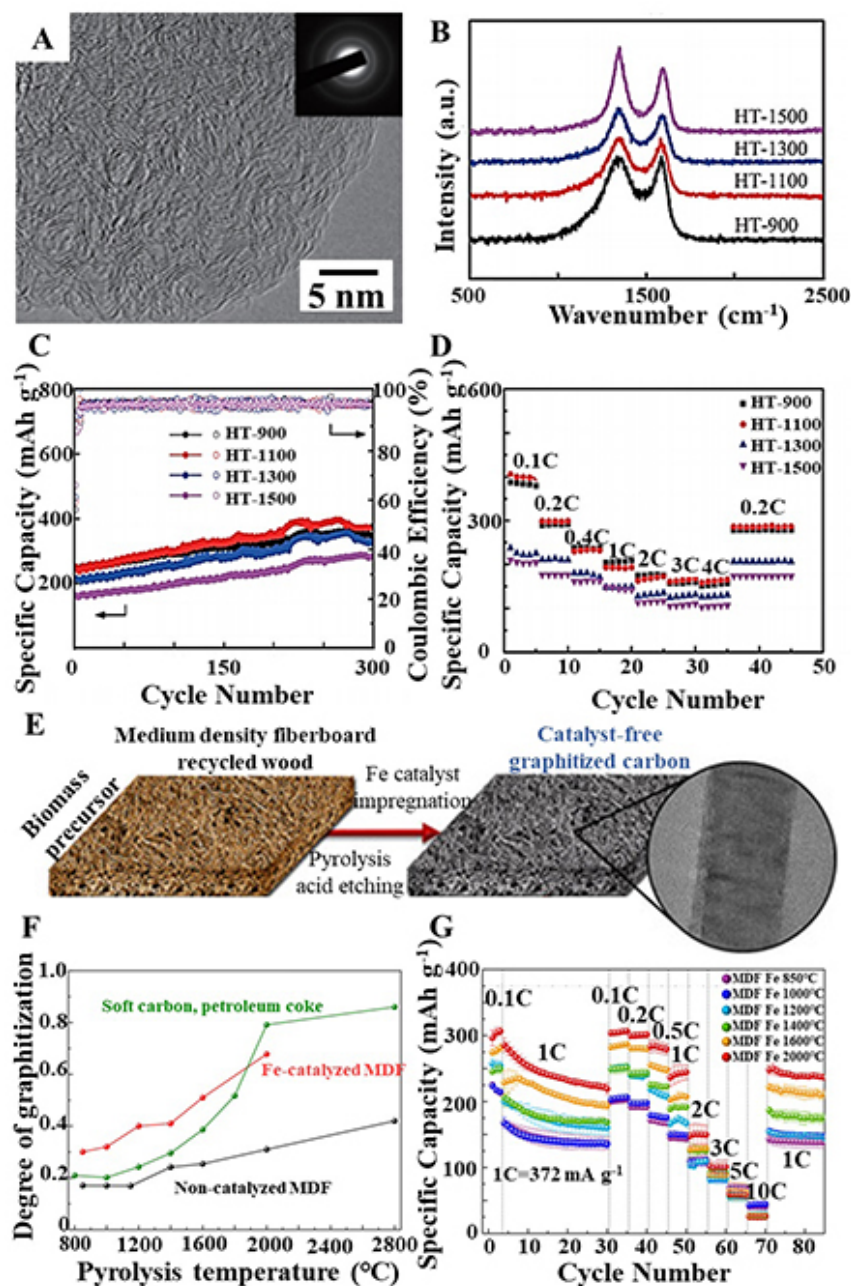 A
5 nm
B
Intensity (a.u.)
HT-1500
HT-1300
HT-1100
HT-900
500 1500 2500
Wavenumber (cm⁻¹)
C
Specific Capacity (mAh g⁻¹)
800
600
400
200
HT-900
HT-1100
HT-1300
HT-1500
100
80
60
40
20
0
Coulombic Efficiency (%)
0 150 300
Cycle Number
D
Specific Capacity (mAh g⁻¹)
600
300
0
HT-900
HT-1100
HT-1300
HT-1500
0.1C
0.2C
0.4C
1C
2C
3C
4C
0.2C
0 10 20 30 40 50
Cycle Number
E
Medium density fiberboard
recycled wood
Biomass
precursor
Fe catalyst
impregnation
Pyrolysis
acid etching
Catalyst-free
graphitized carbon
F
Degree of graphitization
1.0
0.8
0.6
0.4
0.2
0
Soft carbon, petroleum coke
Fe-catalyzed MDF
Non-catalyzed MDF
800 1200 1600 2000 2400 2800
Pyrolysis temperature (°C)
G
Specific Capacity (mAh g⁻¹)
400
350
300
250
200
150
100
50
0
MDF Fe 850°C
MDF Fe 1000°C
MDF Fe 1200°C
MDF Fe 1400°C
MDF Fe 1600°C
MDF Fe 2000°C
0.1C
1C
0.1C
0.2C
0.5C
1C
2C
3C
5C
10C
1C
1C=372 mA g⁻¹
0 10 20 30 40 50 60 70 80
Cycle Number